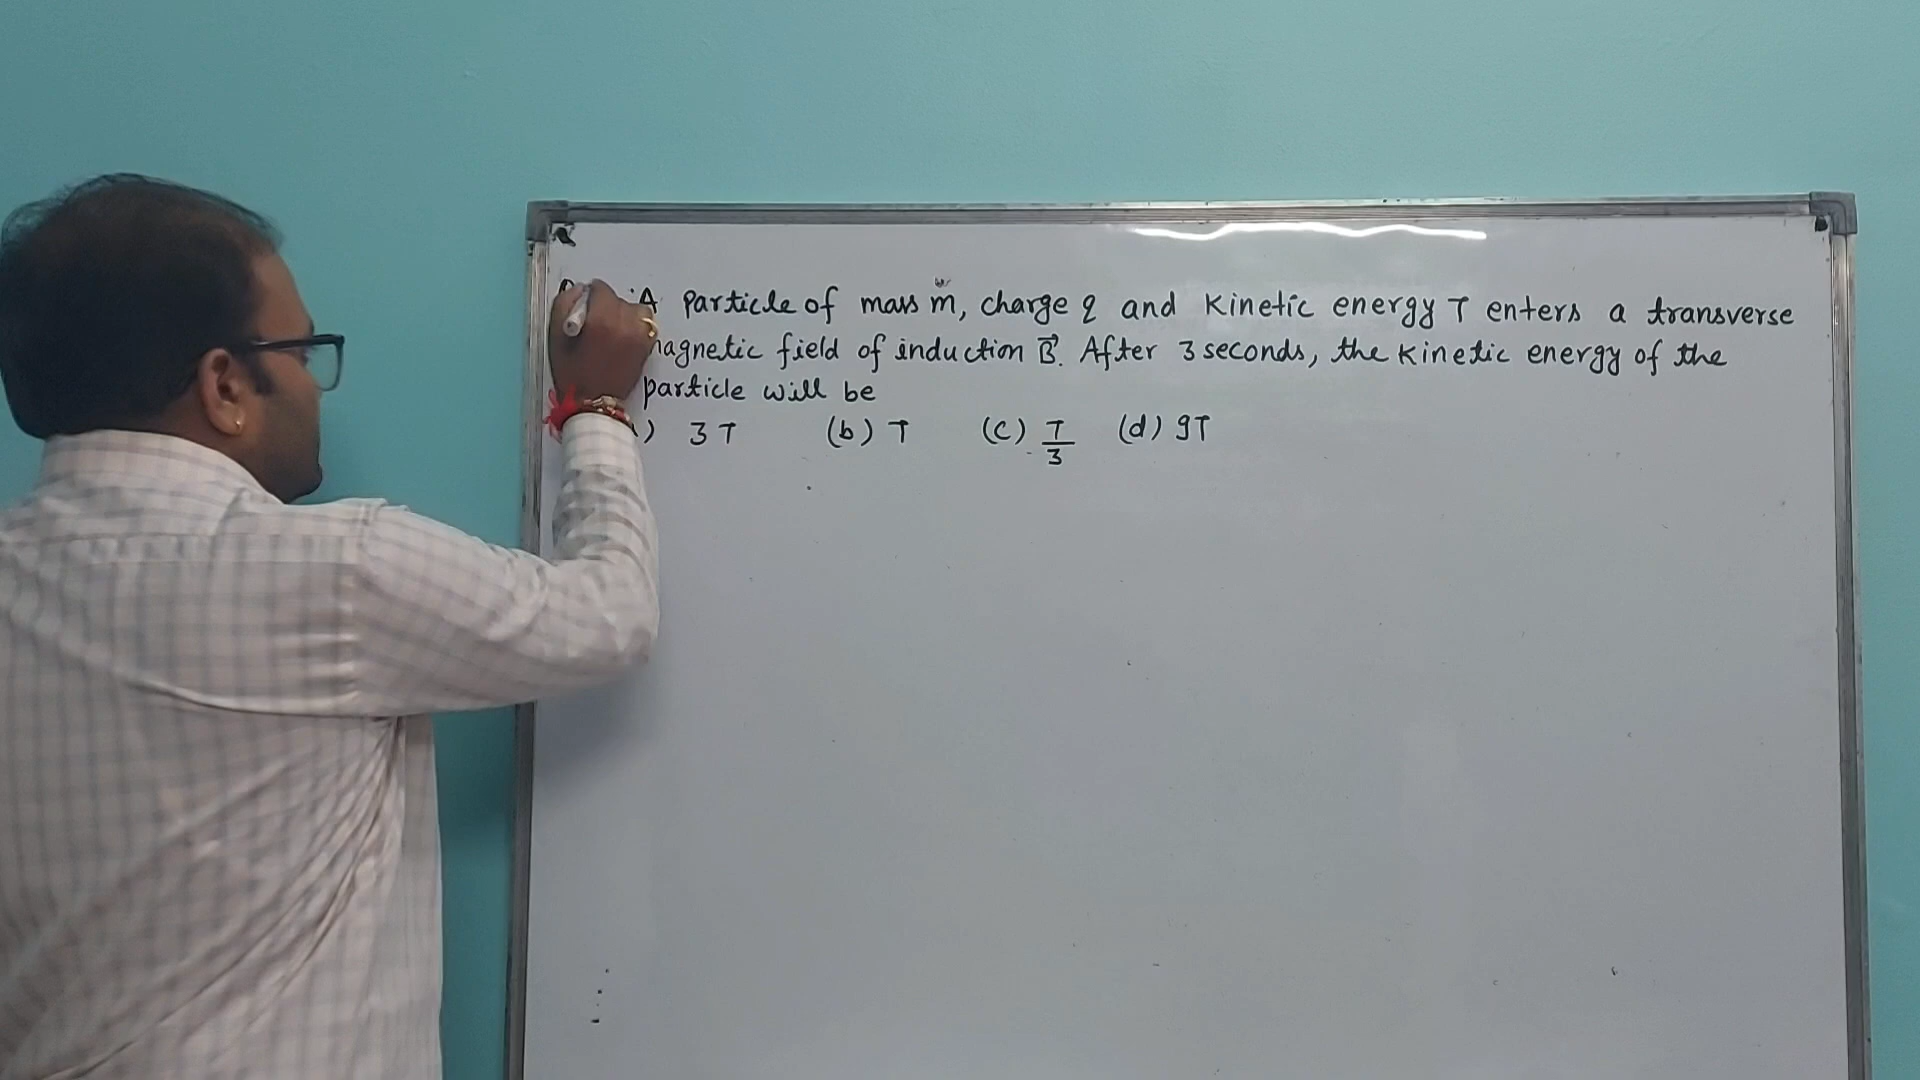 A particle of mass m, charge q and kinetic energy T enters a transverse
magnetic field of induction B⃗. After 3 seconds, the kinetic energy of the
particle will be
) 3T (b) T (c) T/3 (d) 9T